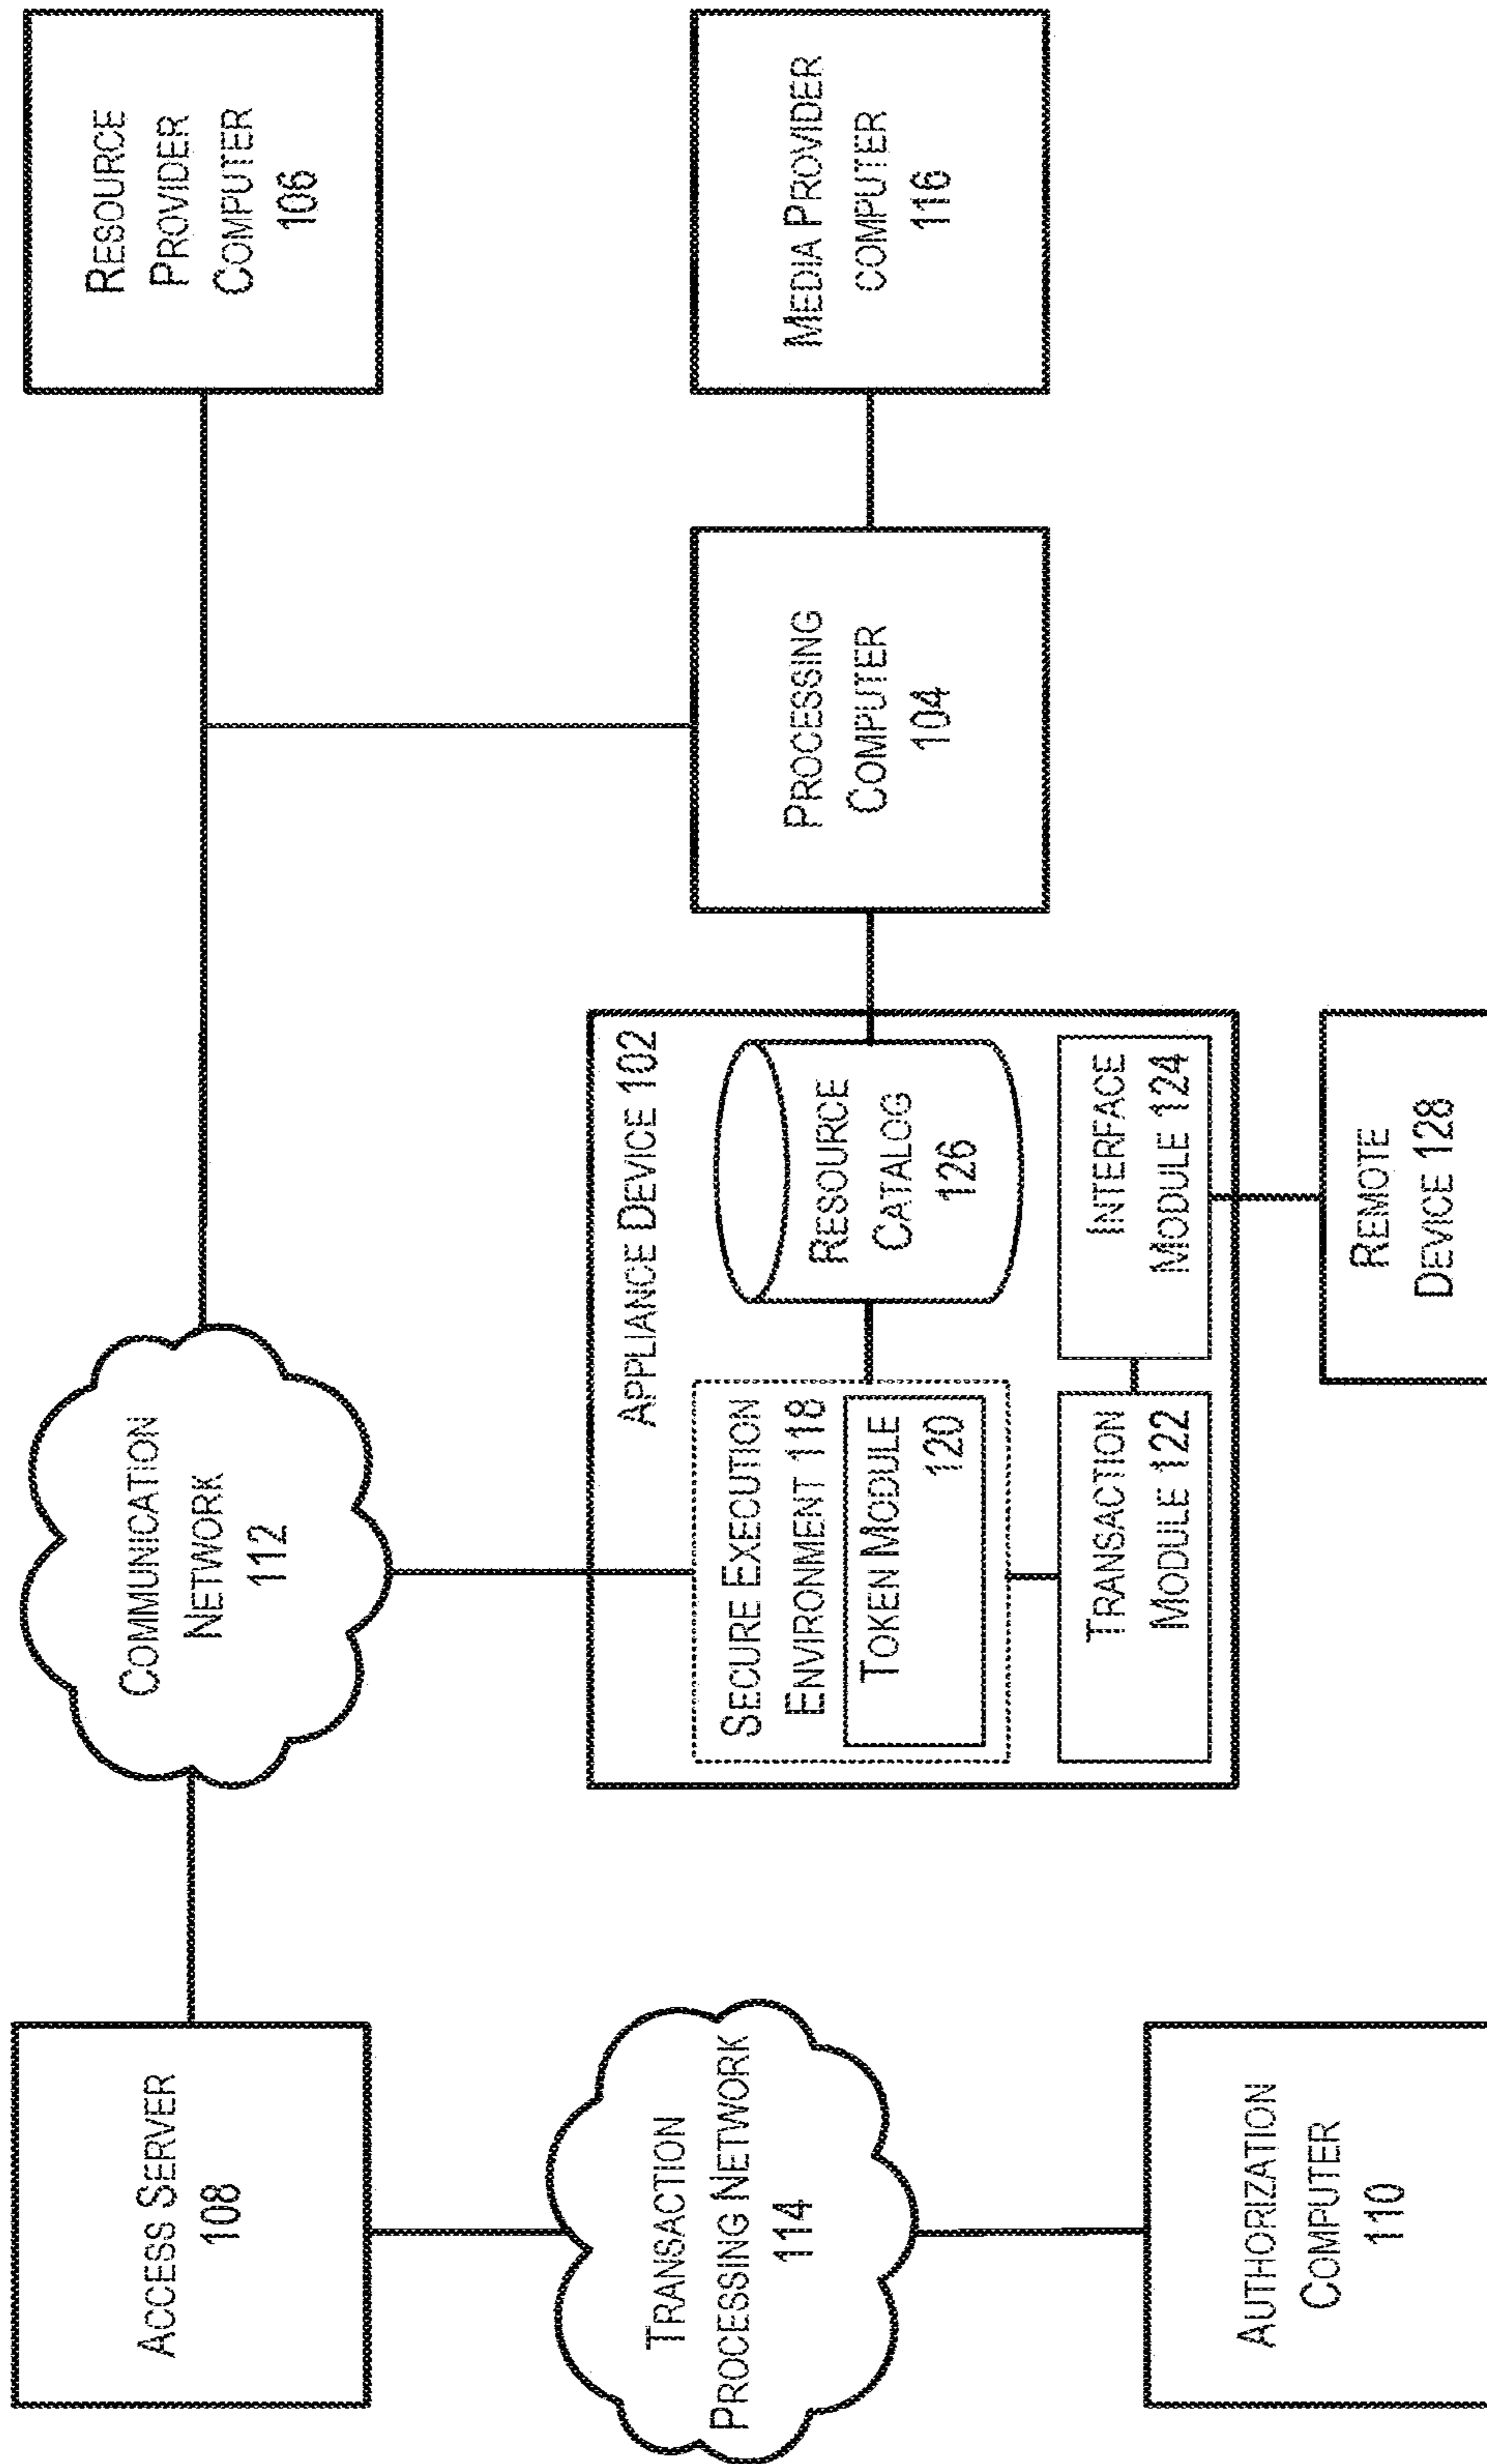 ACCESS SERVER
108
COMMUNICATION
NETWORK
112
RESOURCE
PROVIDER
COMPUTER
106
TRANSACTION
PROCESSING NETWORK
114
APPLIANCE DEVICE 102
SECURE EXECUTION
ENVIRONMENT 118
TOKEN MODULE
120
RESOURCE
CATALOG
126
TRANSACTION
MODULE 122
INTERFACE
MODULE 124
PROCESSING
COMPUTER
104
MEDIA PROVIDER
COMPUTER
116
AUTHORIZATION
COMPUTER
110
REMOTE
DEVICE 128